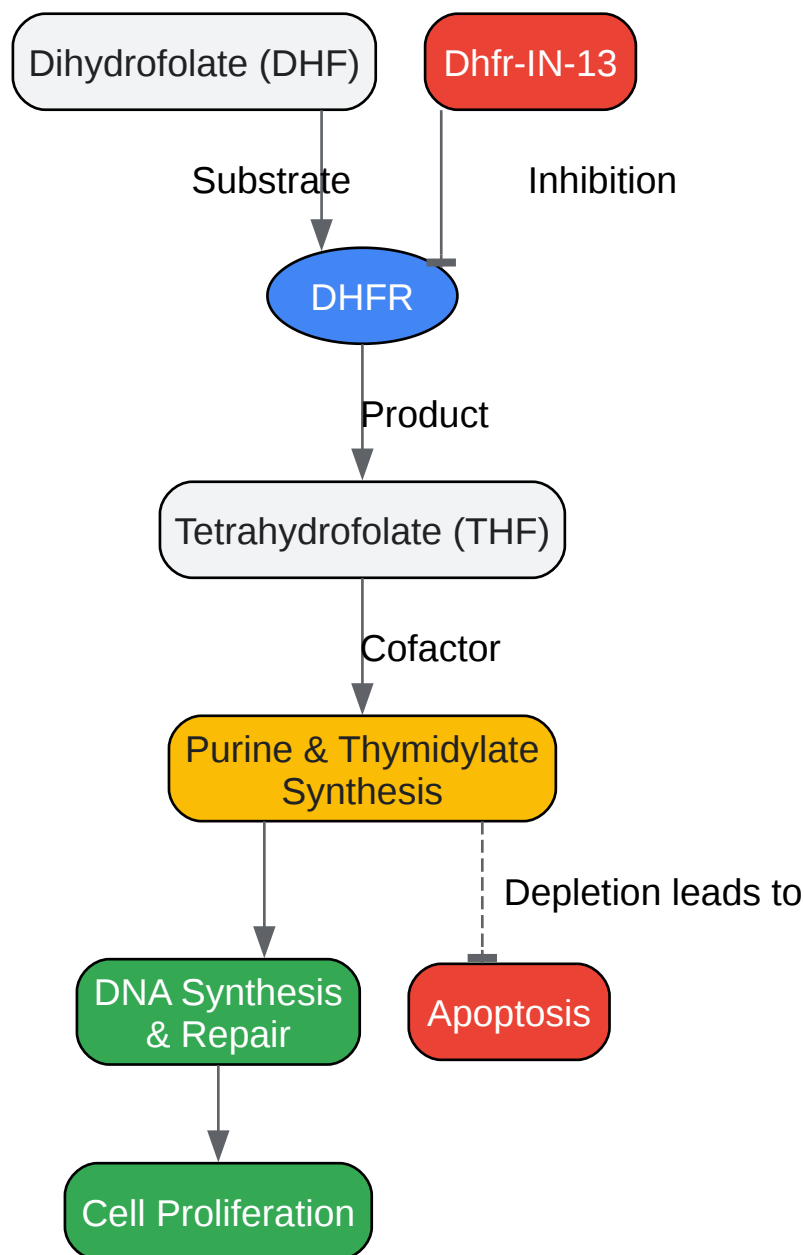 Dihydrofolate (DHF)
Dhfr-IN-13
Substrate
Inhibition
DHFR
Product
Tetrahydrofolate (THF)
Cofactor
Purine & Thymidylate
Synthesis
Depletion leads to
DNA Synthesis
& Repair
Apoptosis
Cell Proliferation